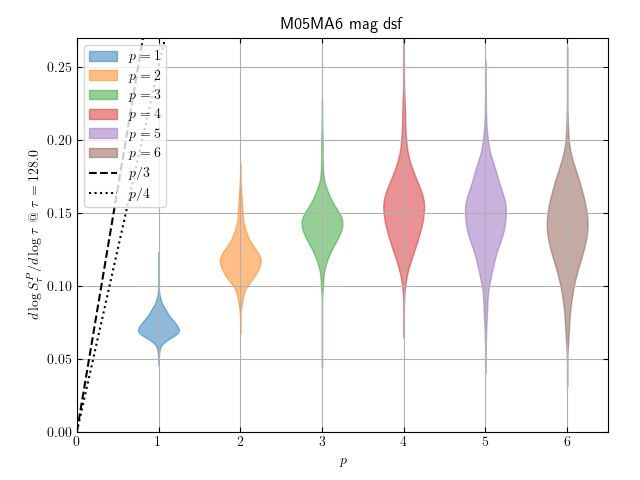 M05MA6 mag dsf
p = 1
p = 2
p = 3
p = 4
p = 5
p = 6
p/3
p/4
d log S_τ^P / d log τ @ τ = 128.0
0.25
0.20
0.15
0.10
0.05
0.00
0 1 2 3 4 5 6
p